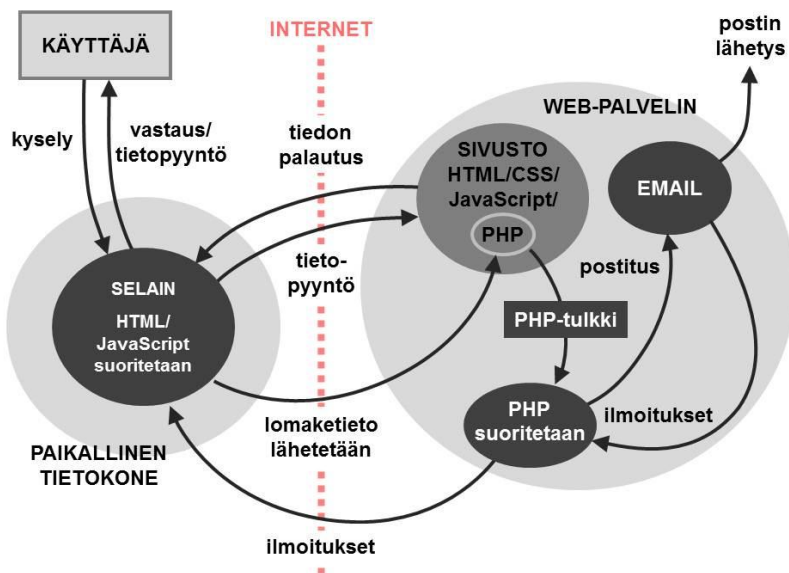 KÄYTTÄJÄ
kysely
vastaus/
tietopyyntö
INTERNET
tiedon
palautus
postin
lähetys
WEB-PALVELIN
SIVUSTO
HTML/CSS/
JavaScript/
PHP
EMAIL
tieto-
pyyntö
postitus
SELAIN
HTML/
JavaScript
suoritetaan
PHP-tulkki
PHP
suoritetaan
ilmoitukset
lomaketieto
lähetetään
PAIKALLINEN
TIETOKONE
ilmoitukset